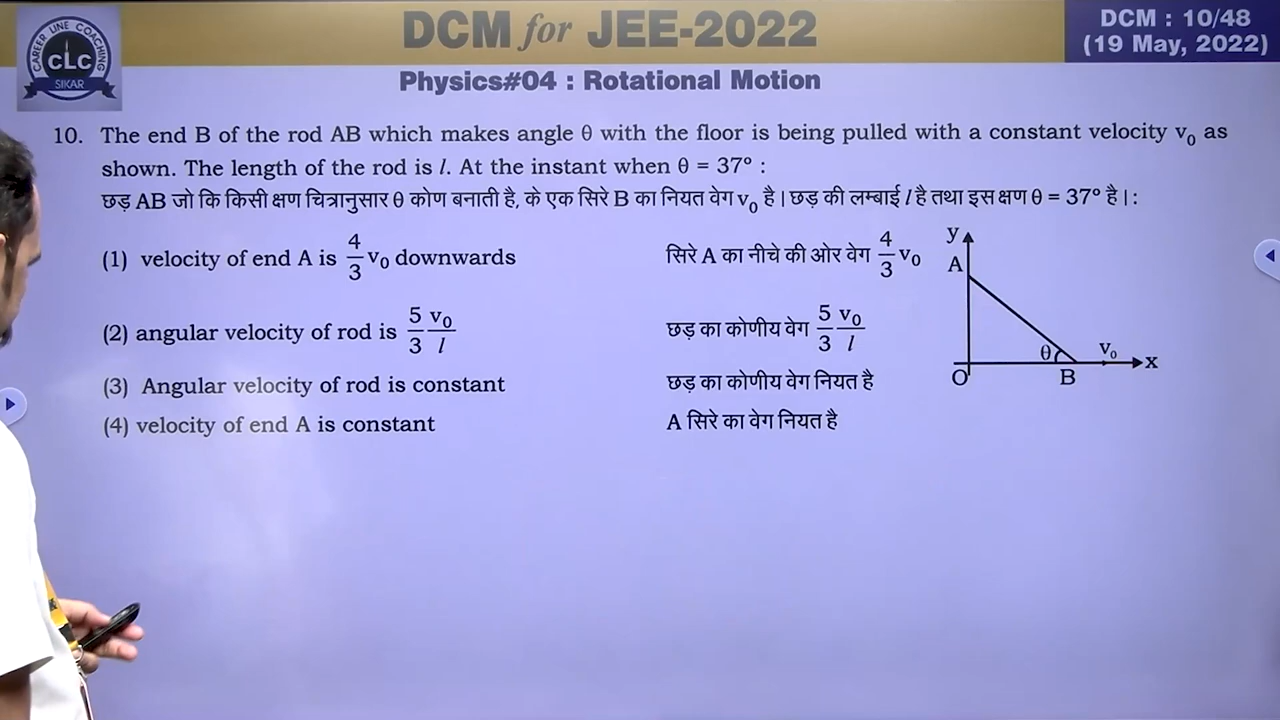 CAREER LINE COACHING
CLC
SIKAR
DCM for JEE-2022
DCM : 10/48
(19 May, 2022)
Physics#04 : Rotational Motion
10. The end B of the rod AB which makes angle θ with the floor is being pulled with a constant velocity v₀ as
shown. The length of the rod is l. At the instant when θ = 37º :
छड़ AB जो कि किसी क्षण चित्रानुसार θ कोण बनाती है, के एक सिरे B का नियत वेग v₀ है। छड़ की लम्बाई l है तथा इस क्षण θ = 37º है। :
(1) velocity of end A is 4/3 v₀ downwards
सिरे A का नीचे की ओर वेग 4/3 v₀
(2) angular velocity of rod is 5/3 v₀/l
छड़ का कोणीय वेग 5/3 v₀/l
(3) Angular velocity of rod is constant
छड़ का कोणीय वेग नियत है
(4) velocity of end A is constant
A सिरे का वेग नियत है
y
A
θ
v₀
x
O
B